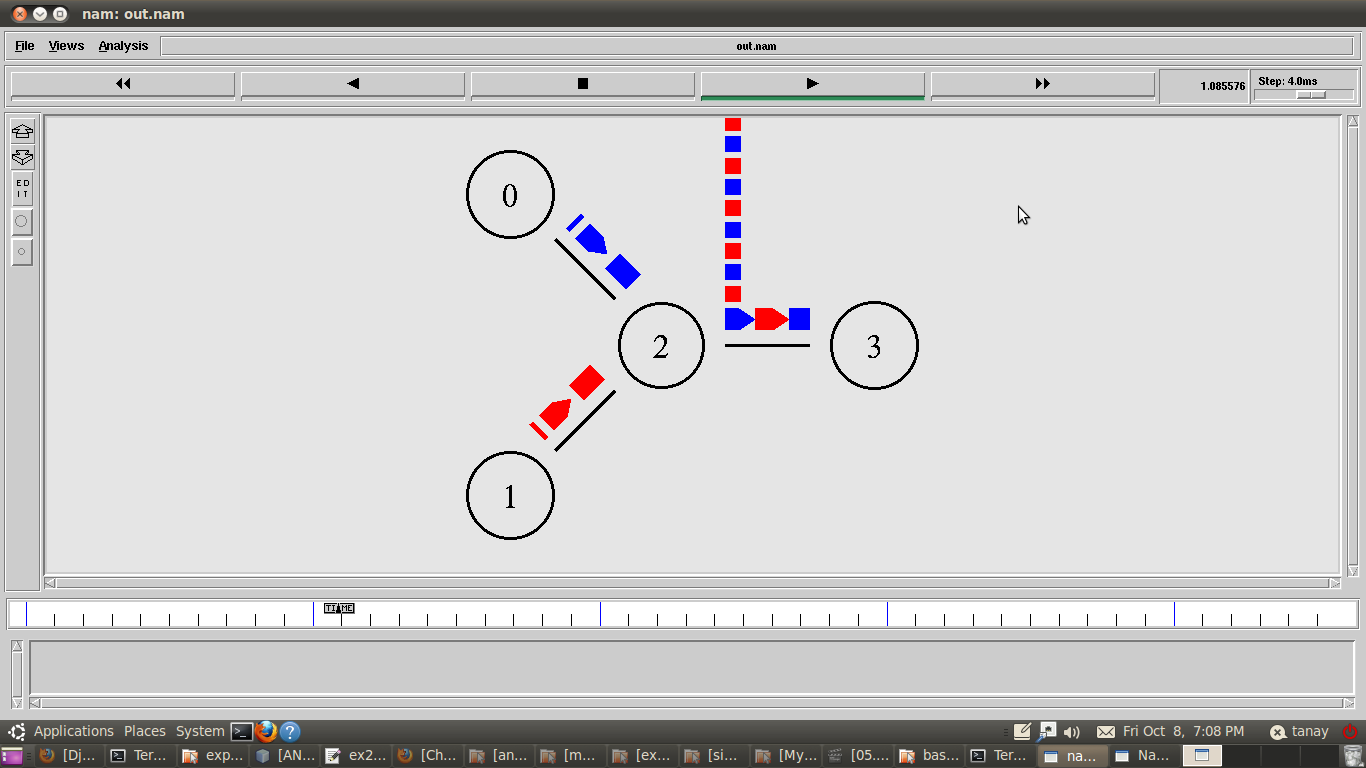 nam: out.nam
File Views Analysis out.nam
1.085576 Step: 4.0ms
ED
IT
0
2 3
1
TIME
Applications Places System Fri Oct 8, 7:08 PM tanay
[Dj... Ter... exp... [AN... ex2... [Ch... [an... [m... [ex... [si... [My... [05.... bas... Ter... na... Na...